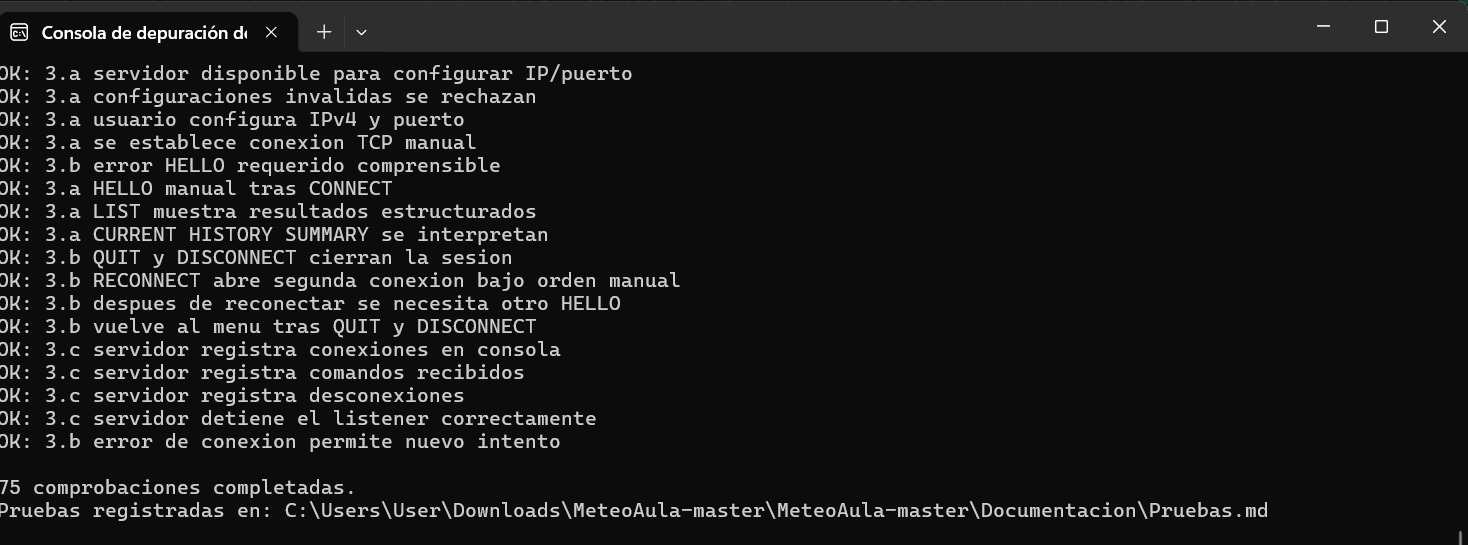 Consola de depuración de
OK: 3.a servidor disponible para configurar IP/puerto
OK: 3.a configuraciones invalidas se rechazan
OK: 3.a usuario configura IPv4 y puerto
OK: 3.a se establece conexion TCP manual
OK: 3.b error HELLO requerido comprensible
OK: 3.a HELLO manual tras CONNECT
OK: 3.a LIST muestra resultados estructurados
OK: 3.a CURRENT HISTORY SUMMARY se interpretan
OK: 3.b QUIT y DISCONNECT cierran la sesion
OK: 3.b RECONNECT abre segunda conexion bajo orden manual
OK: 3.b despues de reconectar se necesita otro HELLO
OK: 3.b vuelve al menu tras QUIT y DISCONNECT
OK: 3.c servidor registra conexiones en consola
OK: 3.c servidor registra comandos recibidos
OK: 3.c servidor registra desconexiones
OK: 3.c servidor detiene el listener correctamente
OK: 3.b error de conexion permite nuevo intento
75 comprobaciones completadas.
Pruebas registradas en: C:\Users\User\Downloads\MeteoAula-master\MeteoAula-master\Documentacion\Pruebas.md